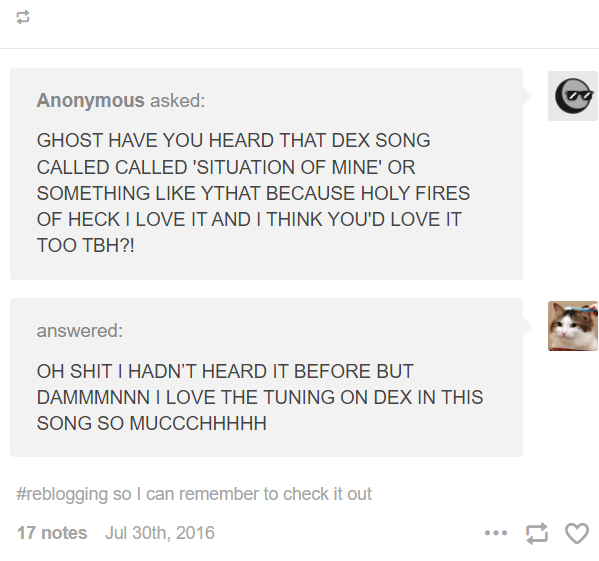 Anonymous asked:
GHOST HAVE YOU HEARD THAT DEX SONG
CALLED CALLED 'SITUATION OF MINE' OR
SOMETHING LIKE YTHAT BECAUSE HOLY FIRES
OF HECK I LOVE IT AND I THINK YOU'D LOVE IT
TOO TBH?!
answered:
OH SHIT I HADN’T HEARD IT BEFORE BUT
DAMMMNNN I LOVE THE TUNING ON DEX IN THIS
SONG SO MUCCCHHHHH
#reblogging so I can remember to check it out
17 notes Jul 30th, 2016